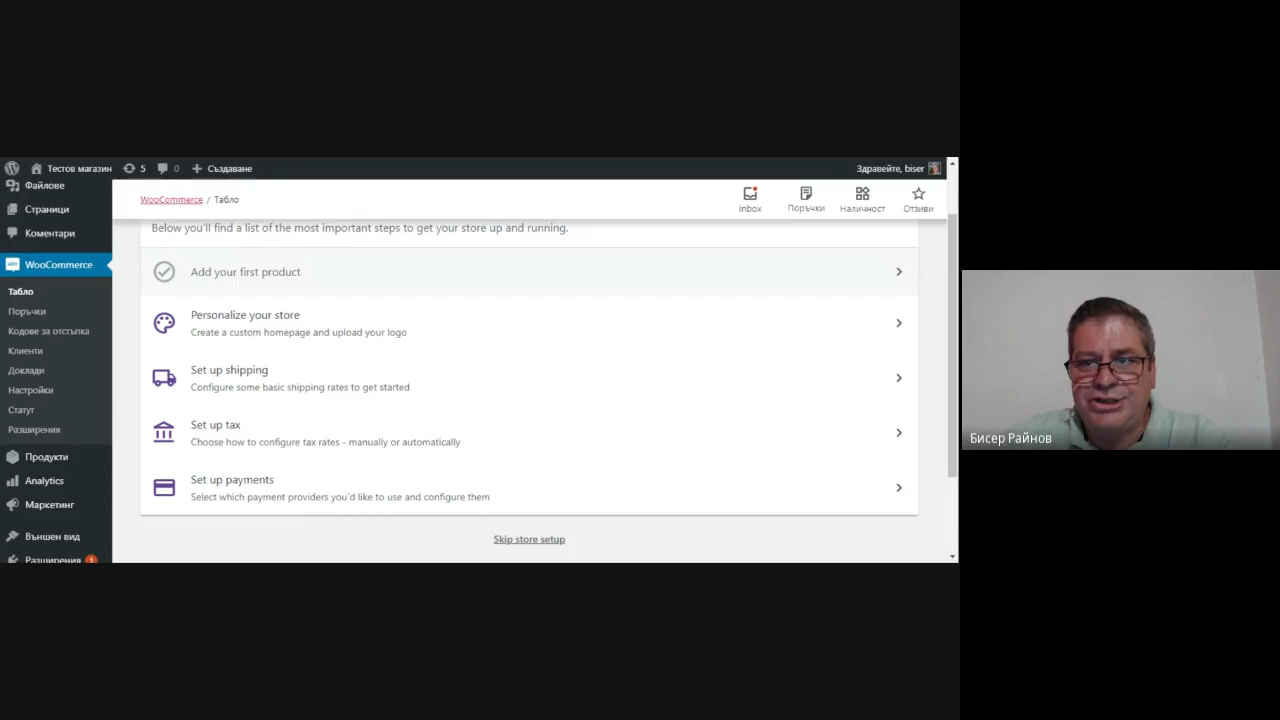 Тестов магазин
5
0
Създаване
Здравейте, biser
Файлове
Страници
Коментари
WooCommerce
Табло
Поръчки
Кодове за отстъпка
Клиенти
Доклади
Настройки
Статут
Разширения
Продукти
Analytics
Маркетинг
Външен вид
Разширения 1
WooCommerce / Табло
Inbox
Поръчки
Наличност
Отзиви
Below you'll find a list of the most important steps to get your store up and running.
Add your first product
Personalize your store
Create a custom homepage and upload your logo
Set up shipping
Configure some basic shipping rates to get started
Set up tax
Choose how to configure tax rates - manually or automatically
Set up payments
Select which payment providers you'd like to use and configure them
Skip store setup
Бисер Райнов